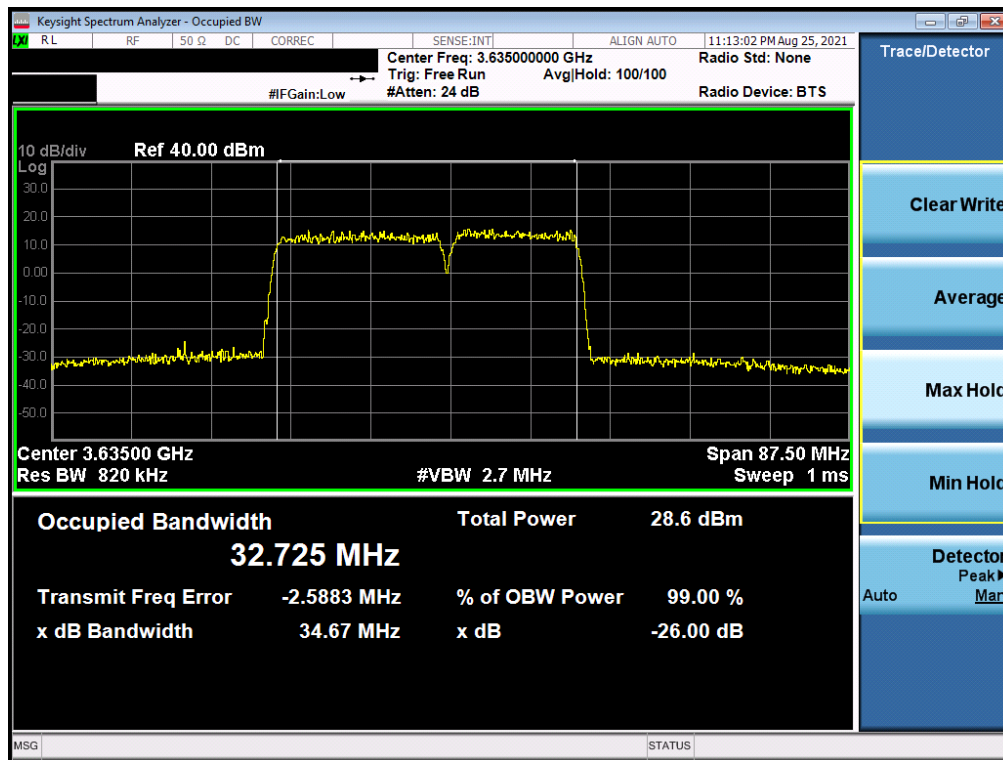 Keysight Spectrum Analyzer - Occupied BW
LXI RL RF 50 Ω DC CORREC SENSE:INT ALIGN AUTO 11:13:02 PM Aug 25, 2021
Center Freq: 3.635000000 GHz Radio Std: None
Trig: Free Run Avg|Hold: 100/100
#IFGain:Low #Atten: 24 dB Radio Device: BTS
Trace/Detector
10 dB/div Ref 40.00 dBm
Log
30.0
20.0
10.0
0.00
-10.0
-20.0
-30.0
-40.0
-50.0
Center 3.63500 GHz Span 87.50 MHz
Res BW 820 kHz #VBW 2.7 MHz Sweep 1 ms
Occupied Bandwidth Total Power 28.6 dBm
32.725 MHz
Transmit Freq Error -2.5883 MHz % of OBW Power 99.00 %
x dB Bandwidth 34.67 MHz x dB -26.00 dB
Clear Write
Average
Max Hold
Min Hold
Detector
Peak▶
Auto Man
MSG STATUS